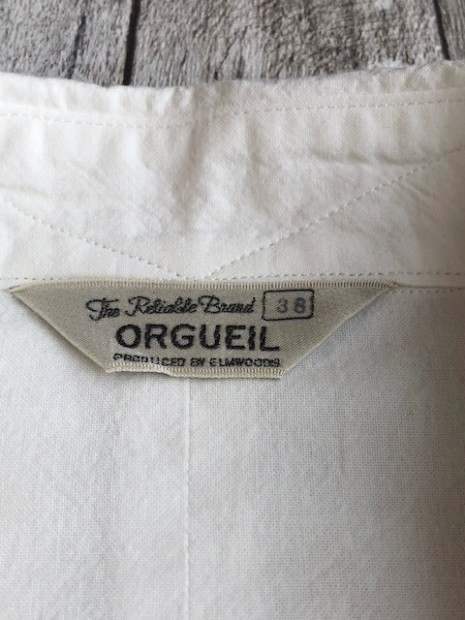 The Reliable Brand 38
ORGUEIL
PRODUCED BY ELMWOODS